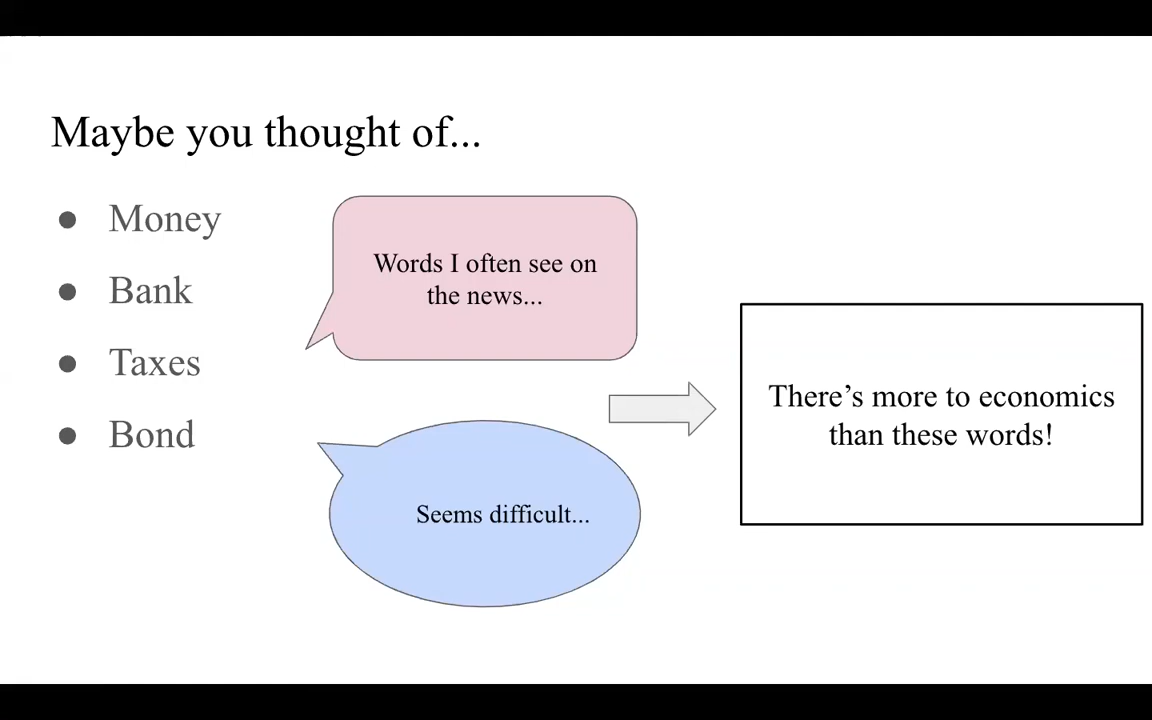 Maybe you thought of...
● Money
● Bank
● Taxes
● Bond
Words I often see on
the news...
Seems difficult...
There’s more to economics
than these words!